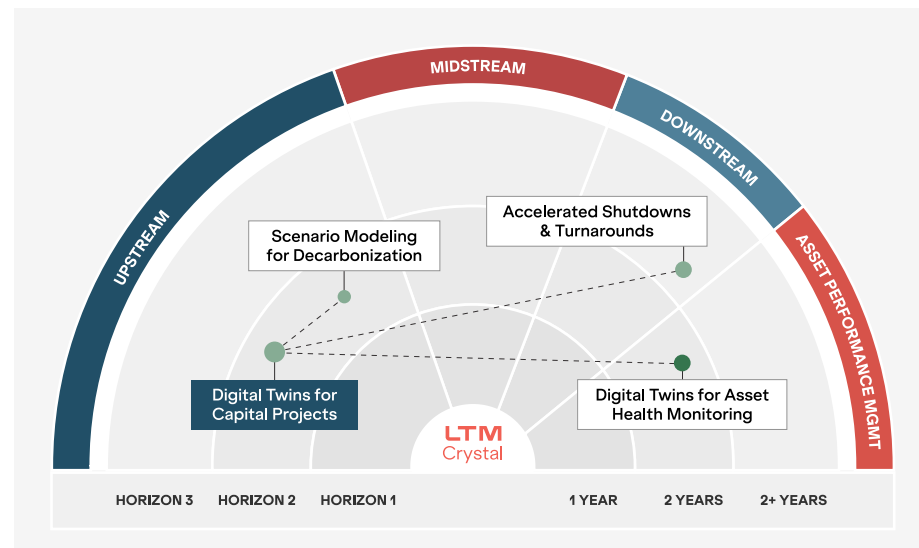 UPSTREAM
MIDSTREAM
DOWNSTREAM
ASSET PERFORMANCE MGMT
Scenario Modeling
for Decarbonization
Accelerated Shutdowns
& Turnarounds
Digital Twins for
Capital Projects
Digital Twins for Asset
Health Monitoring
LTM
Crystal
HORIZON 3
HORIZON 2
HORIZON 1
1 YEAR
2 YEARS
2+ YEARS